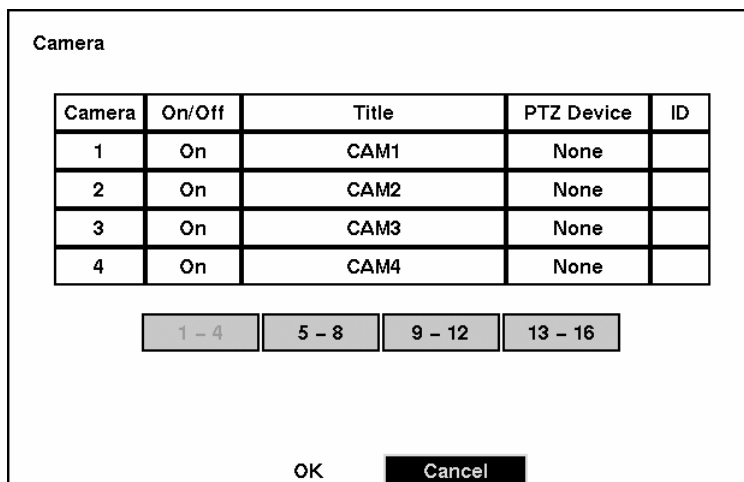 Camera
Camera On/Off Title PTZ Device ID
1 On CAM1 None
2 On CAM2 None
3 On CAM3 None
4 On CAM4 None
1 – 4 5 – 8 9 – 12 13 – 16
OK Cancel